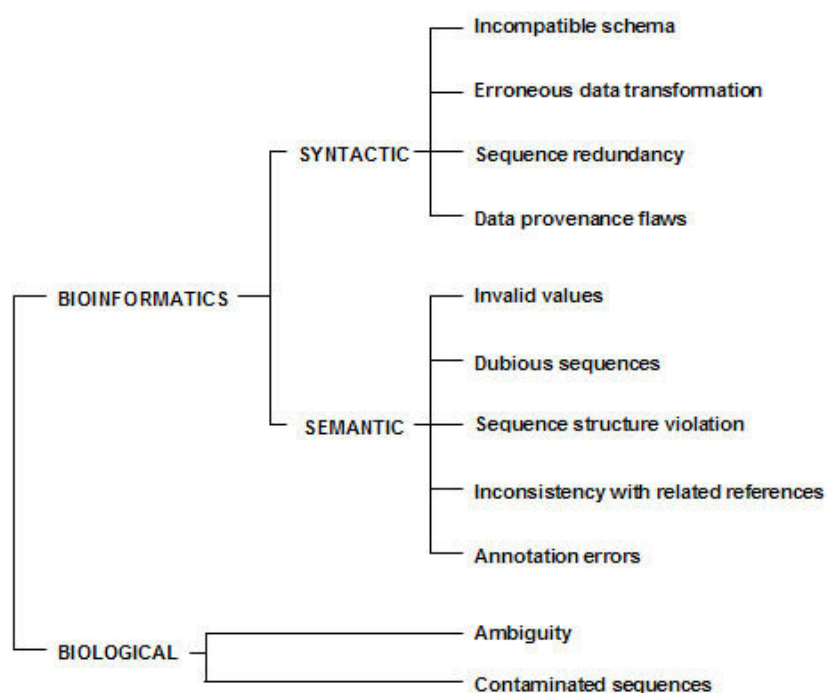 Incompatible schema
Erroneous data transformation
SYNTACTIC
Sequence redundancy
Data provenance flaws
BIOINFORMATICS
Invalid values
Dubious sequences
SEMANTIC
Sequence structure violation
Inconsistency with related references
Annotation errors
BIOLOGICAL
Ambiguity
Contaminated sequences